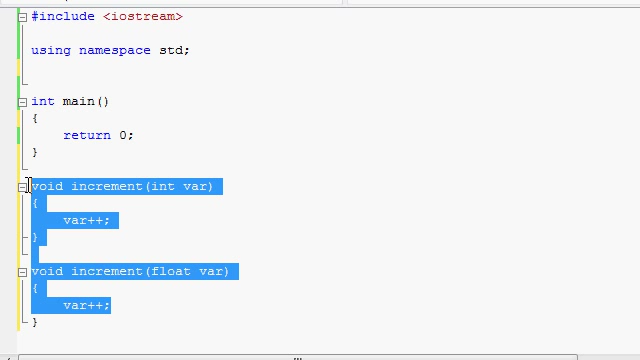 #include <iostream>
using namespace std;
int main()
{
return 0;
}
void increment(int var)
{
var++;
}
void increment(float var)
{
var++;
}